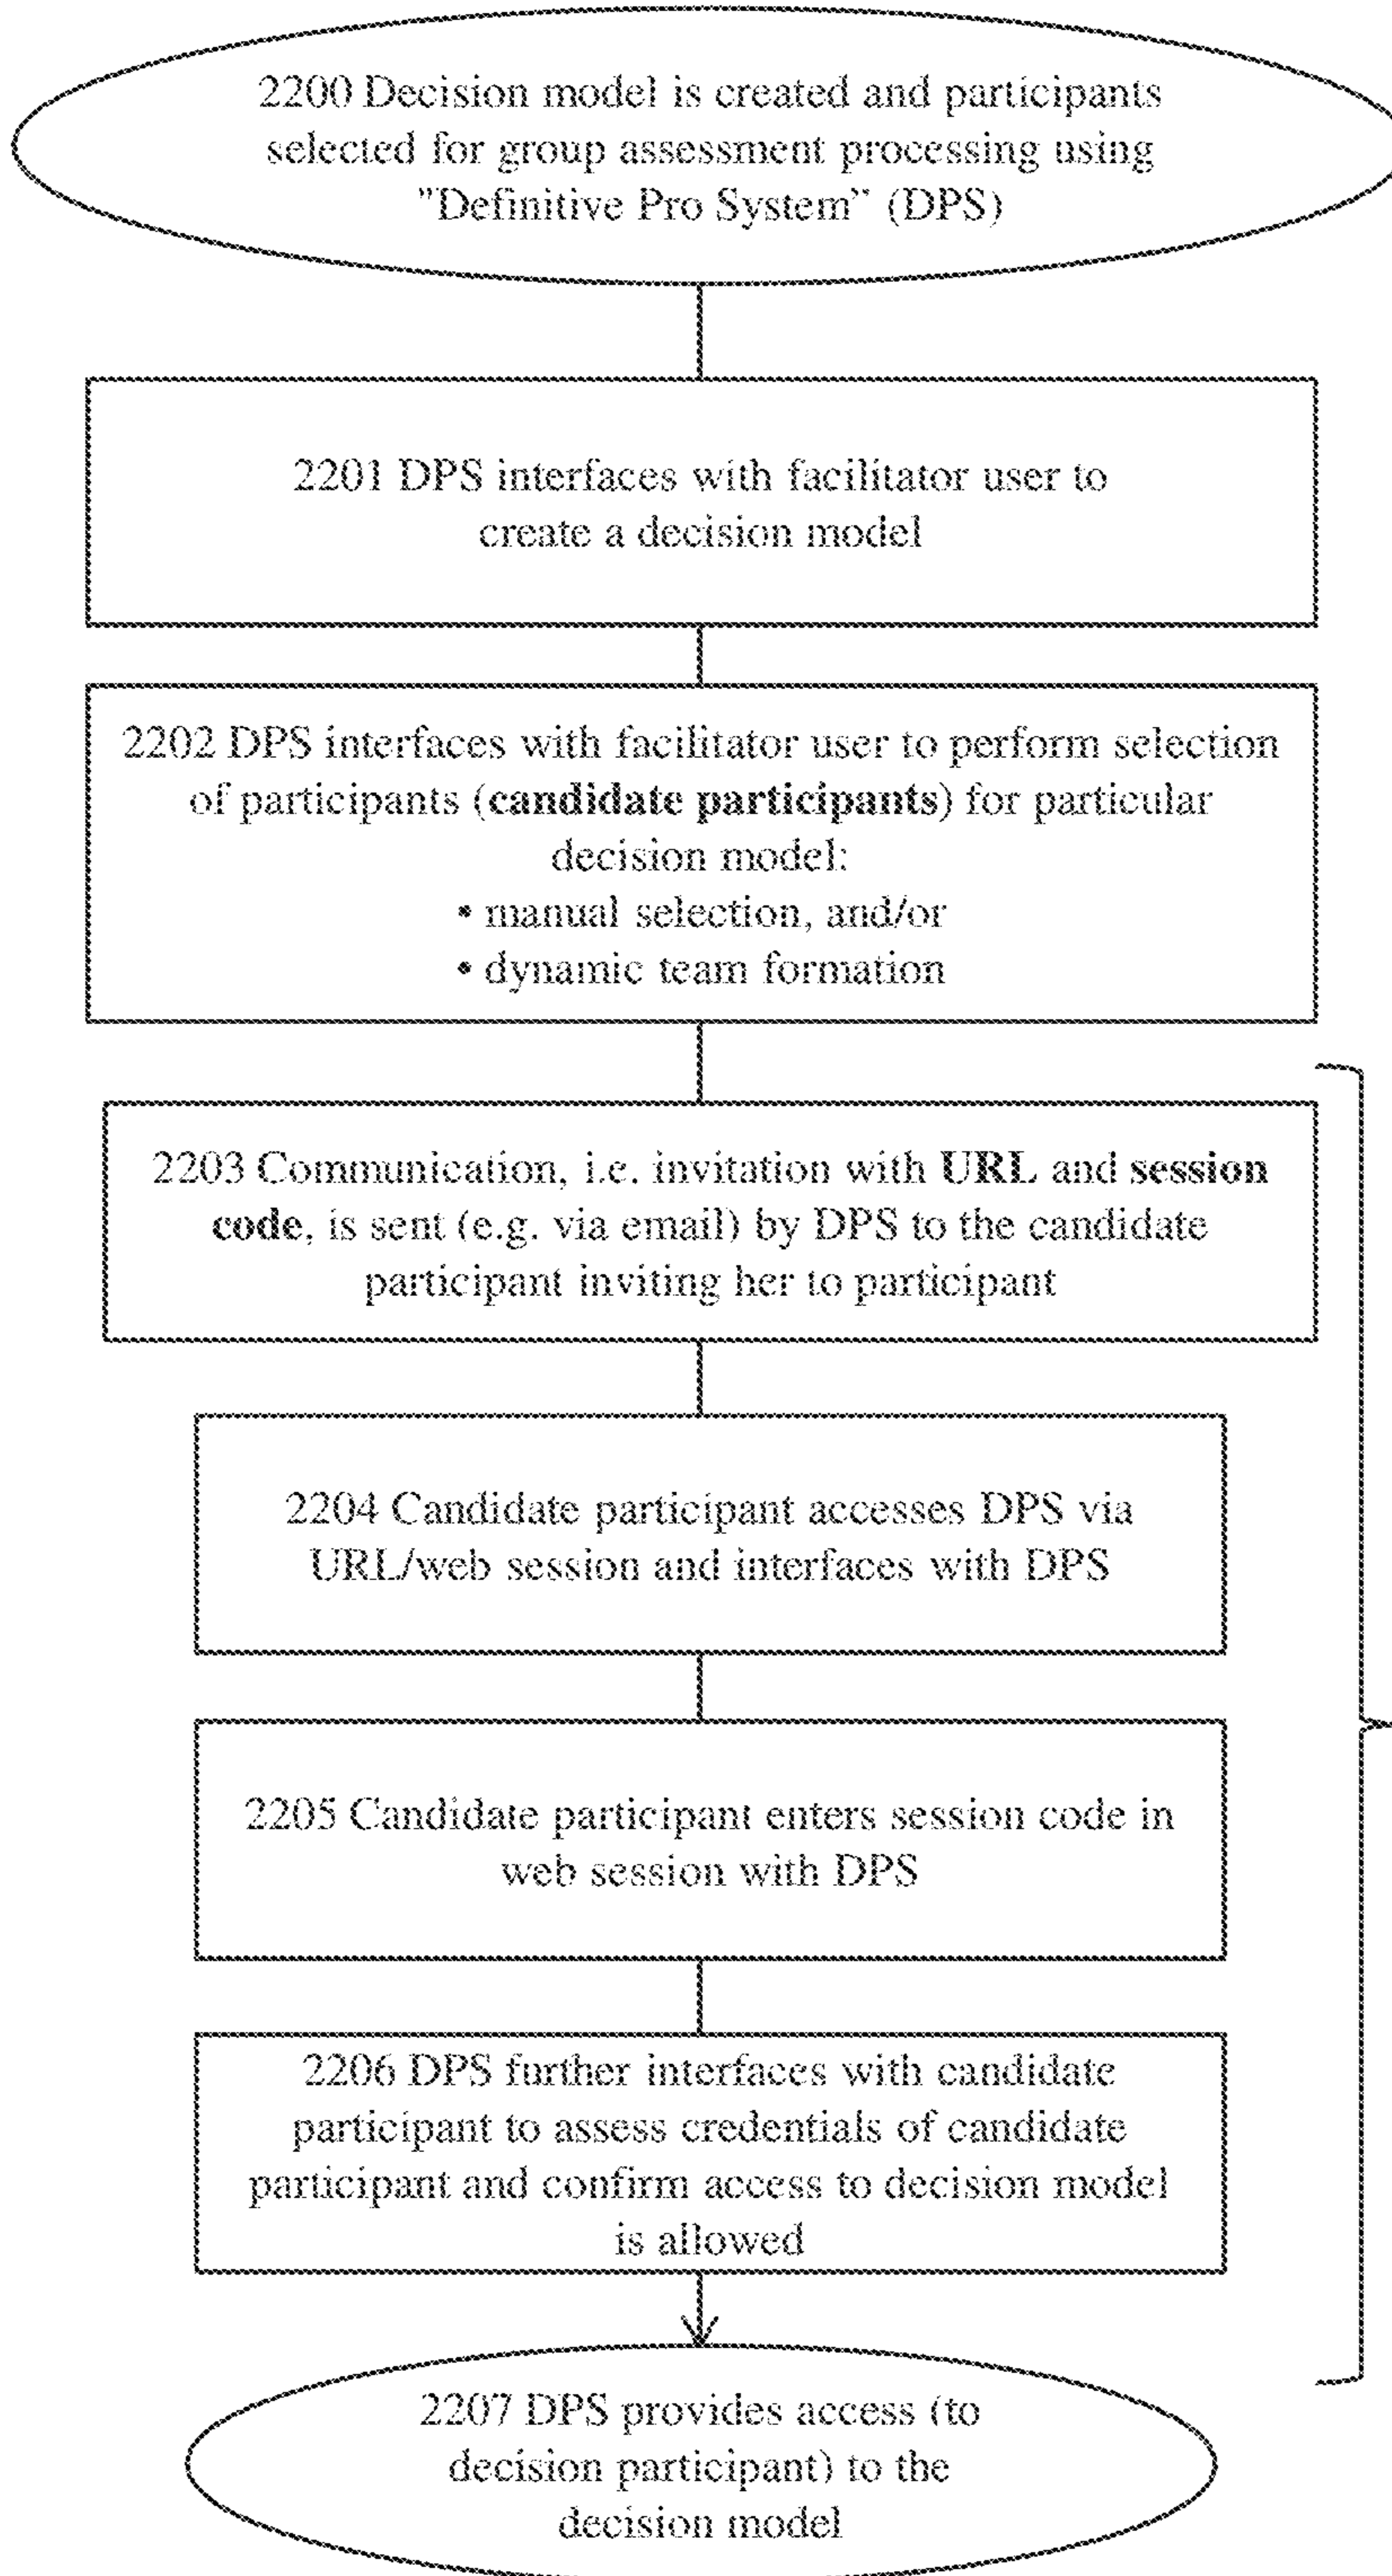 2200 Decision model is created and participants
selected for group assessment processing using
"Definitive Pro System” (DPS)
2201 DPS interfaces with facilitator user to
create a decision model
2202 DPS interfaces with facilitator user to perform selection
of participants (candidate participants) for particular
decision model:
• manual selection, and/or
• dynamic team formation
2203 Communication, i.e. invitation with URL and session
code, is sent (e.g. via email) by DPS to the candidate
participant inviting her to participant
2204 Candidate participant accesses DPS via
URL/web session and interfaces with DPS
2205 Candidate participant enters session code in
web session with DPS
2206 DPS further interfaces with candidate
participant to assess credentials of candidate
participant and confirm access to decision model
is allowed
2207 DPS provides access (to
decision participant) to the
decision model